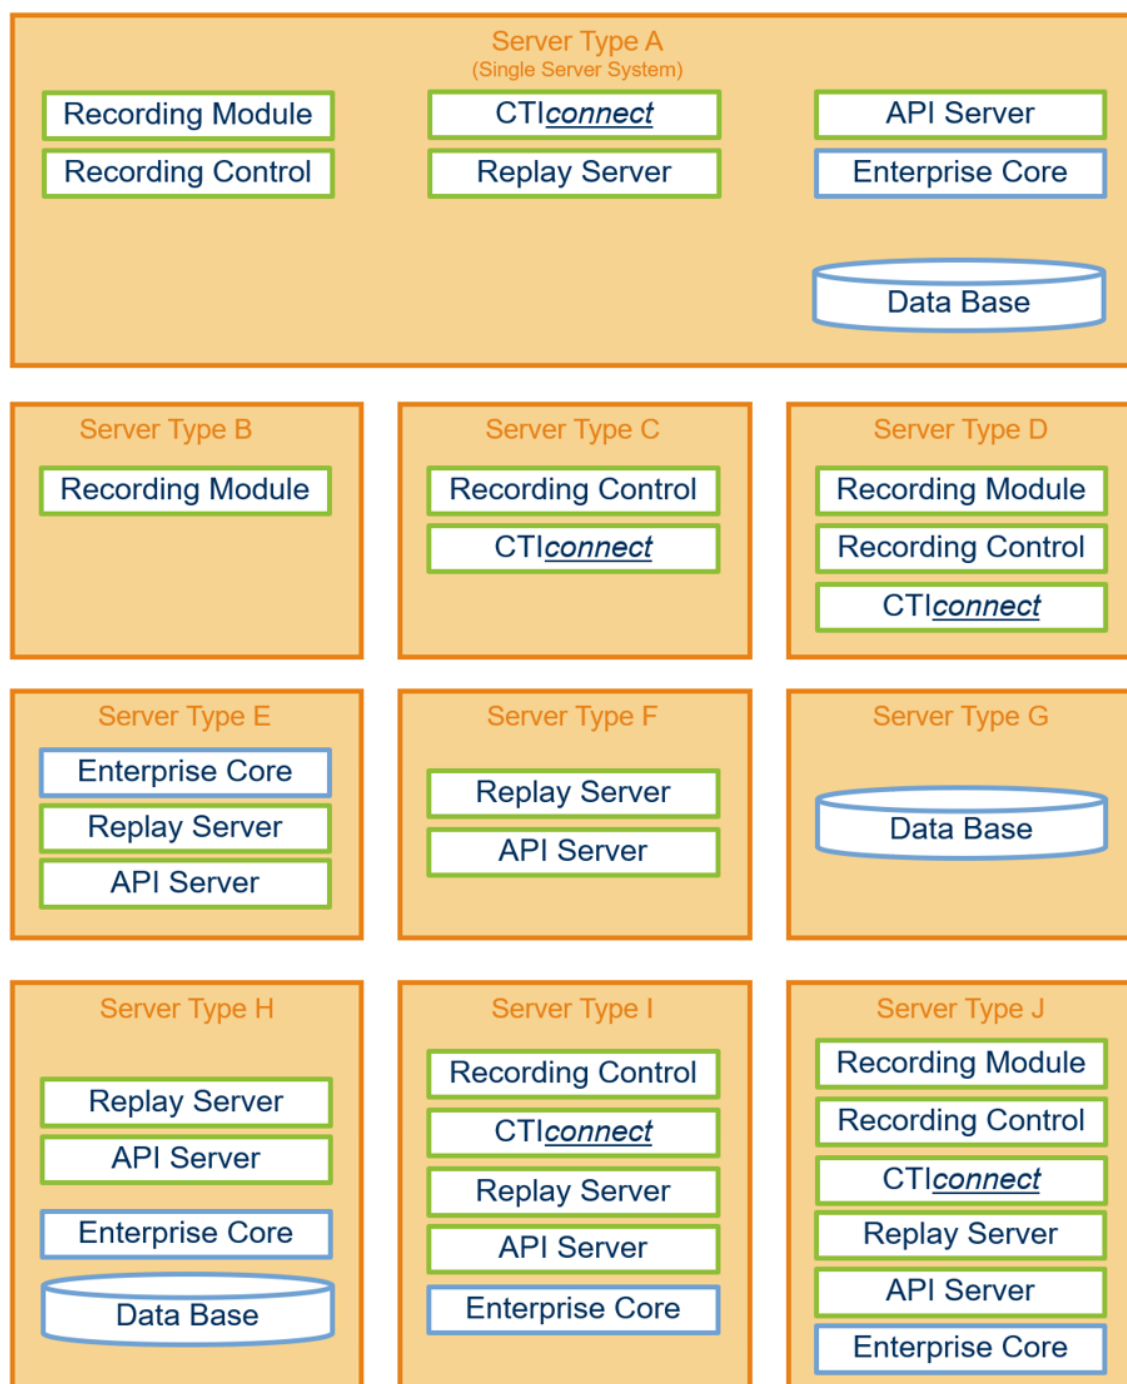 Server Type A
(Single Server System)
Recording Module
Recording Control
CTIconnect
Replay Server
API Server
Enterprise Core
Data Base
Server Type B
Recording Module
Server Type C
Recording Control
CTIconnect
Server Type D
Recording Module
Recording Control
CTIconnect
Server Type E
Enterprise Core
Replay Server
API Server
Server Type F
Replay Server
API Server
Server Type G
Data Base
Server Type H
Replay Server
API Server
Enterprise Core
Data Base
Server Type I
Recording Control
CTIconnect
Replay Server
API Server
Enterprise Core
Server Type J
Recording Module
Recording Control
CTIconnect
Replay Server
API Server
Enterprise Core